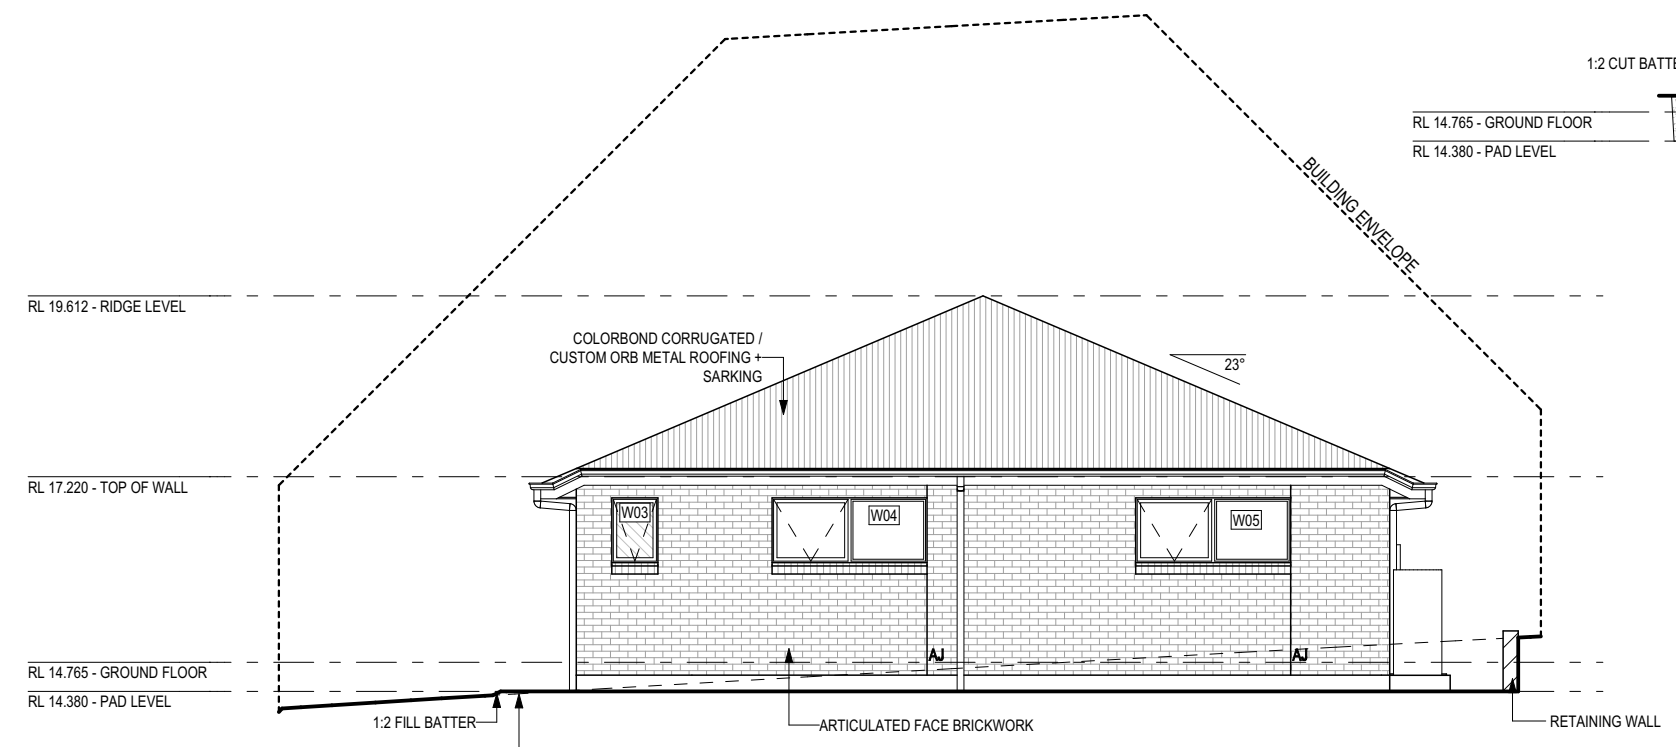 1:2 CUT BATTE
RL 14.765 - GROUND FLOOR
RL 14.380 - PAD LEVEL
BUILDING ENVELOPE
RL 19.612 - RIDGE LEVEL
COLORBOND CORRUGATED /
CUSTOM ORB METAL ROOFING +
SARKING
23°
RL 17.220 - TOP OF WALL
W03
W04
W05
AJ
AJ
RL 14.765 - GROUND FLOOR
RL 14.380 - PAD LEVEL
1:2 FILL BATTER
ARTICULATED FACE BRICKWORK
RETAINING WALL